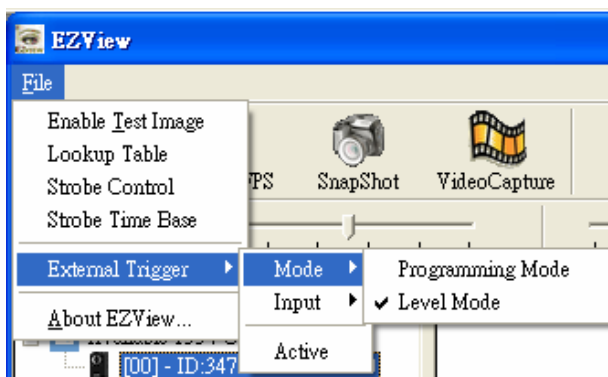 EZView
File
Enable Test Image
Lookup Table
PS SnapShot VideoCapture
Strobe Control
Strobe Time Base
External Trigger Mode Programming Mode
Input Level Mode
About EZView...
Active
[00] - ID:347